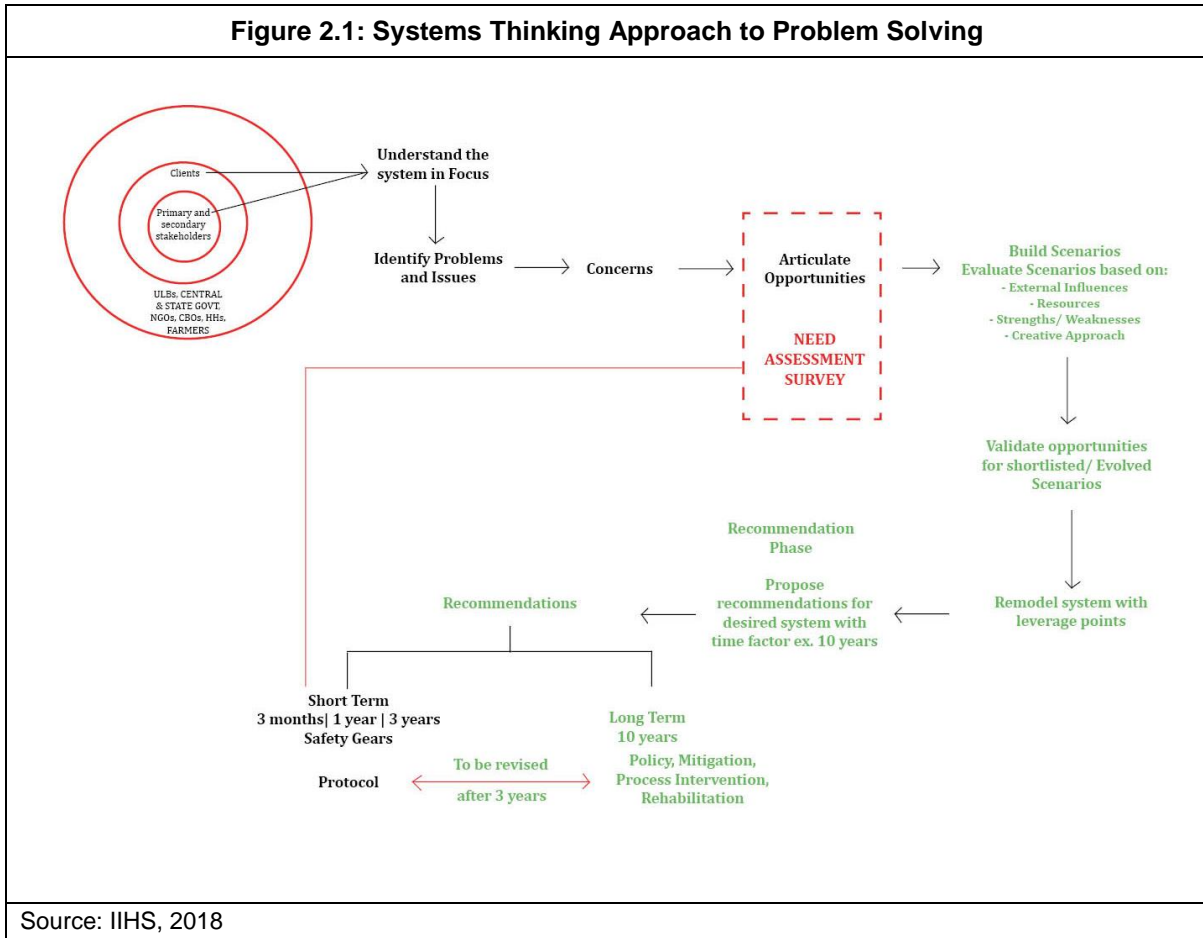 Figure 2.1: Systems Thinking Approach to Problem Solving
Clients
Primary and
secondary
stakeholders
ULBs, CENTRAL
& STATE GOVT,
NGOs, CBOs, HHs,
FARMERS
Understand the
system in Focus
Identify Problems
and Issues
Concerns
Articulate
Opportunities
NEED
ASSESSMENT
SURVEY
Build Scenarios
Evaluate Scenarios based on:
- External Influences
- Resources
- Strengths/ Weaknesses
- Creative Approach
Validate opportunities
for shortlisted/ Evolved
Scenarios
Remodel system with
leverage points
Recommendation
Phase
Propose
recommendations for
desired system with
time factor ex. 10 years
Recommendations
Short Term
3 months| 1 year | 3 years
Safety Gears
Protocol
To be revised
after 3 years
Long Term
10 years
Policy, Mitigation,
Process Intervention,
Rehabilitation
Source: IIHS, 2018